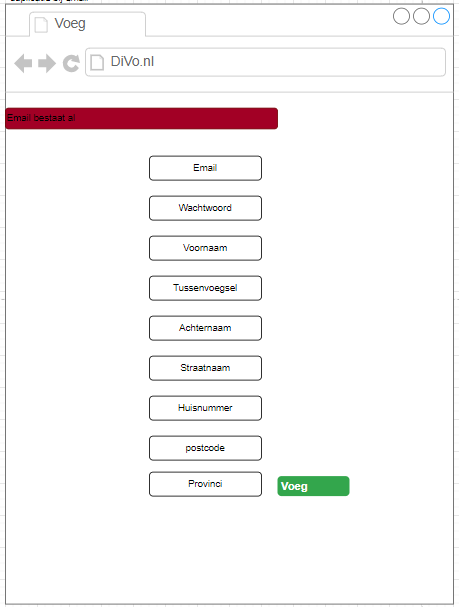 Voeg
DiVo.nl
Email bestaat al
Email
Wachtwoord
Voornaam
Tussenvoegsel
Achternaam
Straatnaam
Huisnummer
postcode
Provinci
Voeg